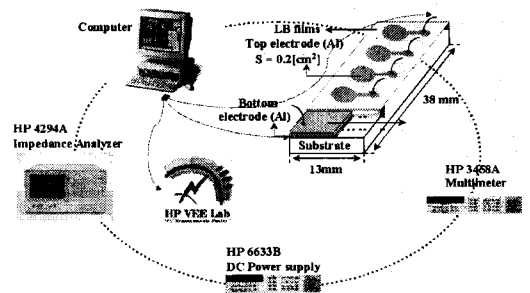 Computer
LB films
Top electrode (Al)
S = 0.2[cm²]
Bottom
electrode (Al)
38 mm
Substrate
13mm
HP 4294A
Impedance Analyzer
HP VEE Lab
HP 3458A
Multimeter
HP 6633B
DC Power supply